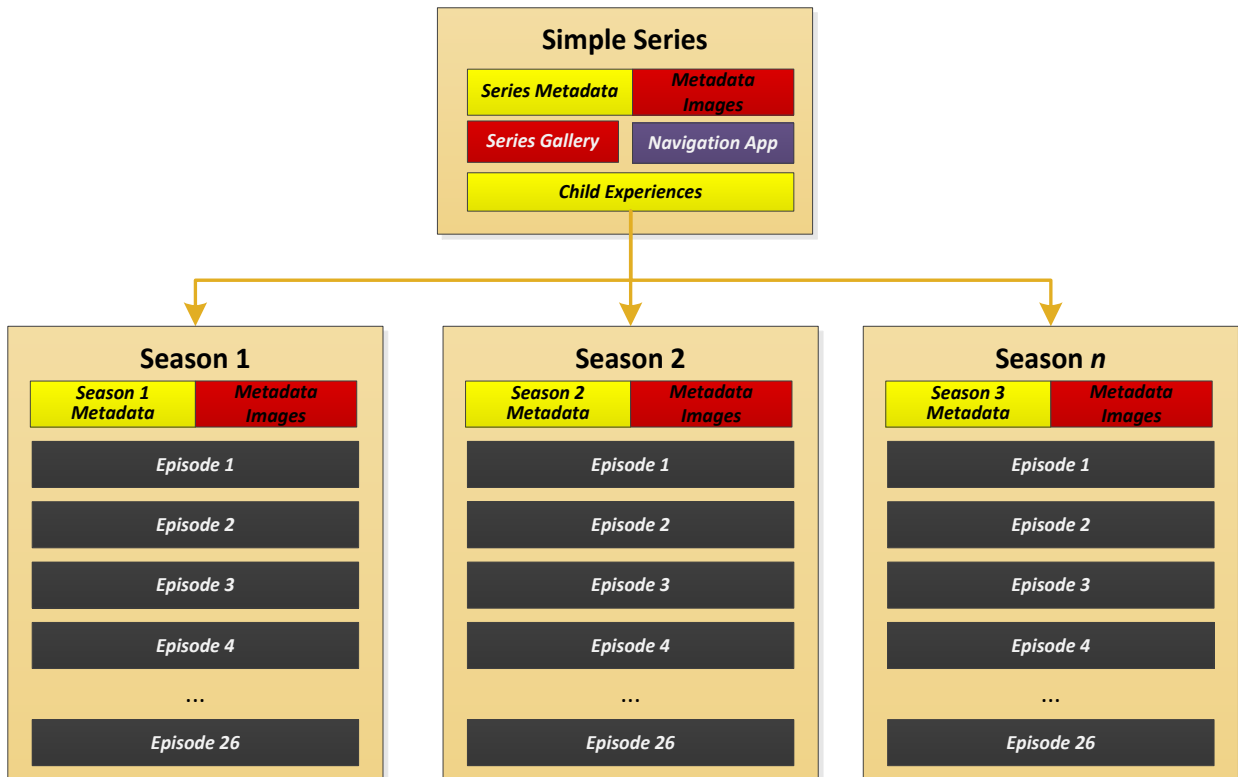 Simple Series
Series Metadata
Metadata
Images
Series Gallery
Navigation App
Child Experiences
Season 1
Season 1
Metadata
Metadata
Images
Episode 1
Episode 2
Episode 3
Episode 4
...
Episode 26
Season 2
Season 2
Metadata
Metadata
Images
Episode 1
Episode 2
Episode 3
Episode 4
...
Episode 26
Season n
Season 3
Metadata
Metadata
Images
Episode 1
Episode 2
Episode 3
Episode 4
...
Episode 26